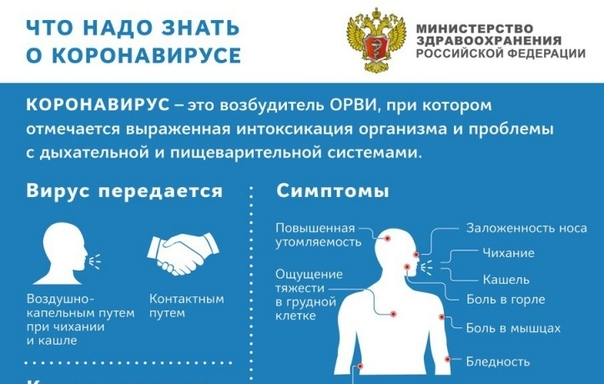 ЧТО НАДО ЗНАТЬ
О КОРОНАВИРУСЕ
МИНИСТЕРСТВО
ЗДРАВООХРАНЕНИЯ
РОССИЙСКОЙ ФЕДЕРАЦИИ
КОРОНАВИРУС – это возбудитель ОРВИ, при котором
отмечается выраженная интоксикация организма и проблемы
с дыхательной и пищеварительной системами.
Вирус передается
Воздушно-
капельным путем
при чихании
и кашле
Контактным
путем
Симптомы
Повышенная
утомляемость
Ощущение
тяжести
в грудной
клетке
Заложенность носа
Чихание
Кашель
Боль в горле
Боль в мышцах
Бледность